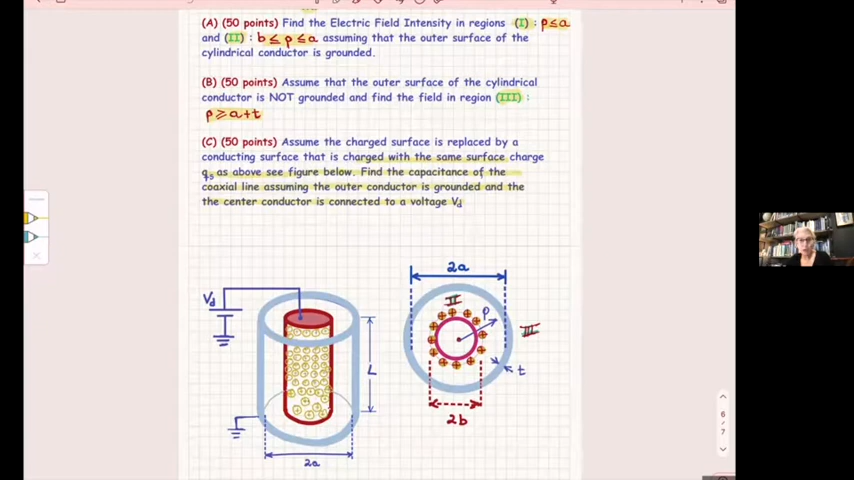 (A) (50 points) Find the Electric Field Intensity in regions (I) : ρ≤a
and (II) : b≤ρ≤a assuming that the outer surface of the
cylindrical conductor is grounded.
(B) (50 points) Assume that the outer surface of the cylindrical
conductor is NOT grounded and find the field in region (III) :
ρ≥a+t
(C) (50 points) Assume the charged surface is replaced by a
conducting surface that is charged with the same surface charge
qs as above see figure below. Find the capacitance of the
coaxial line assuming the outer conductor is grounded and the
the center conductor is connected to a voltage Vd
2a
Vd
II
ρ
III
L
t
2b
2a
6
/
7